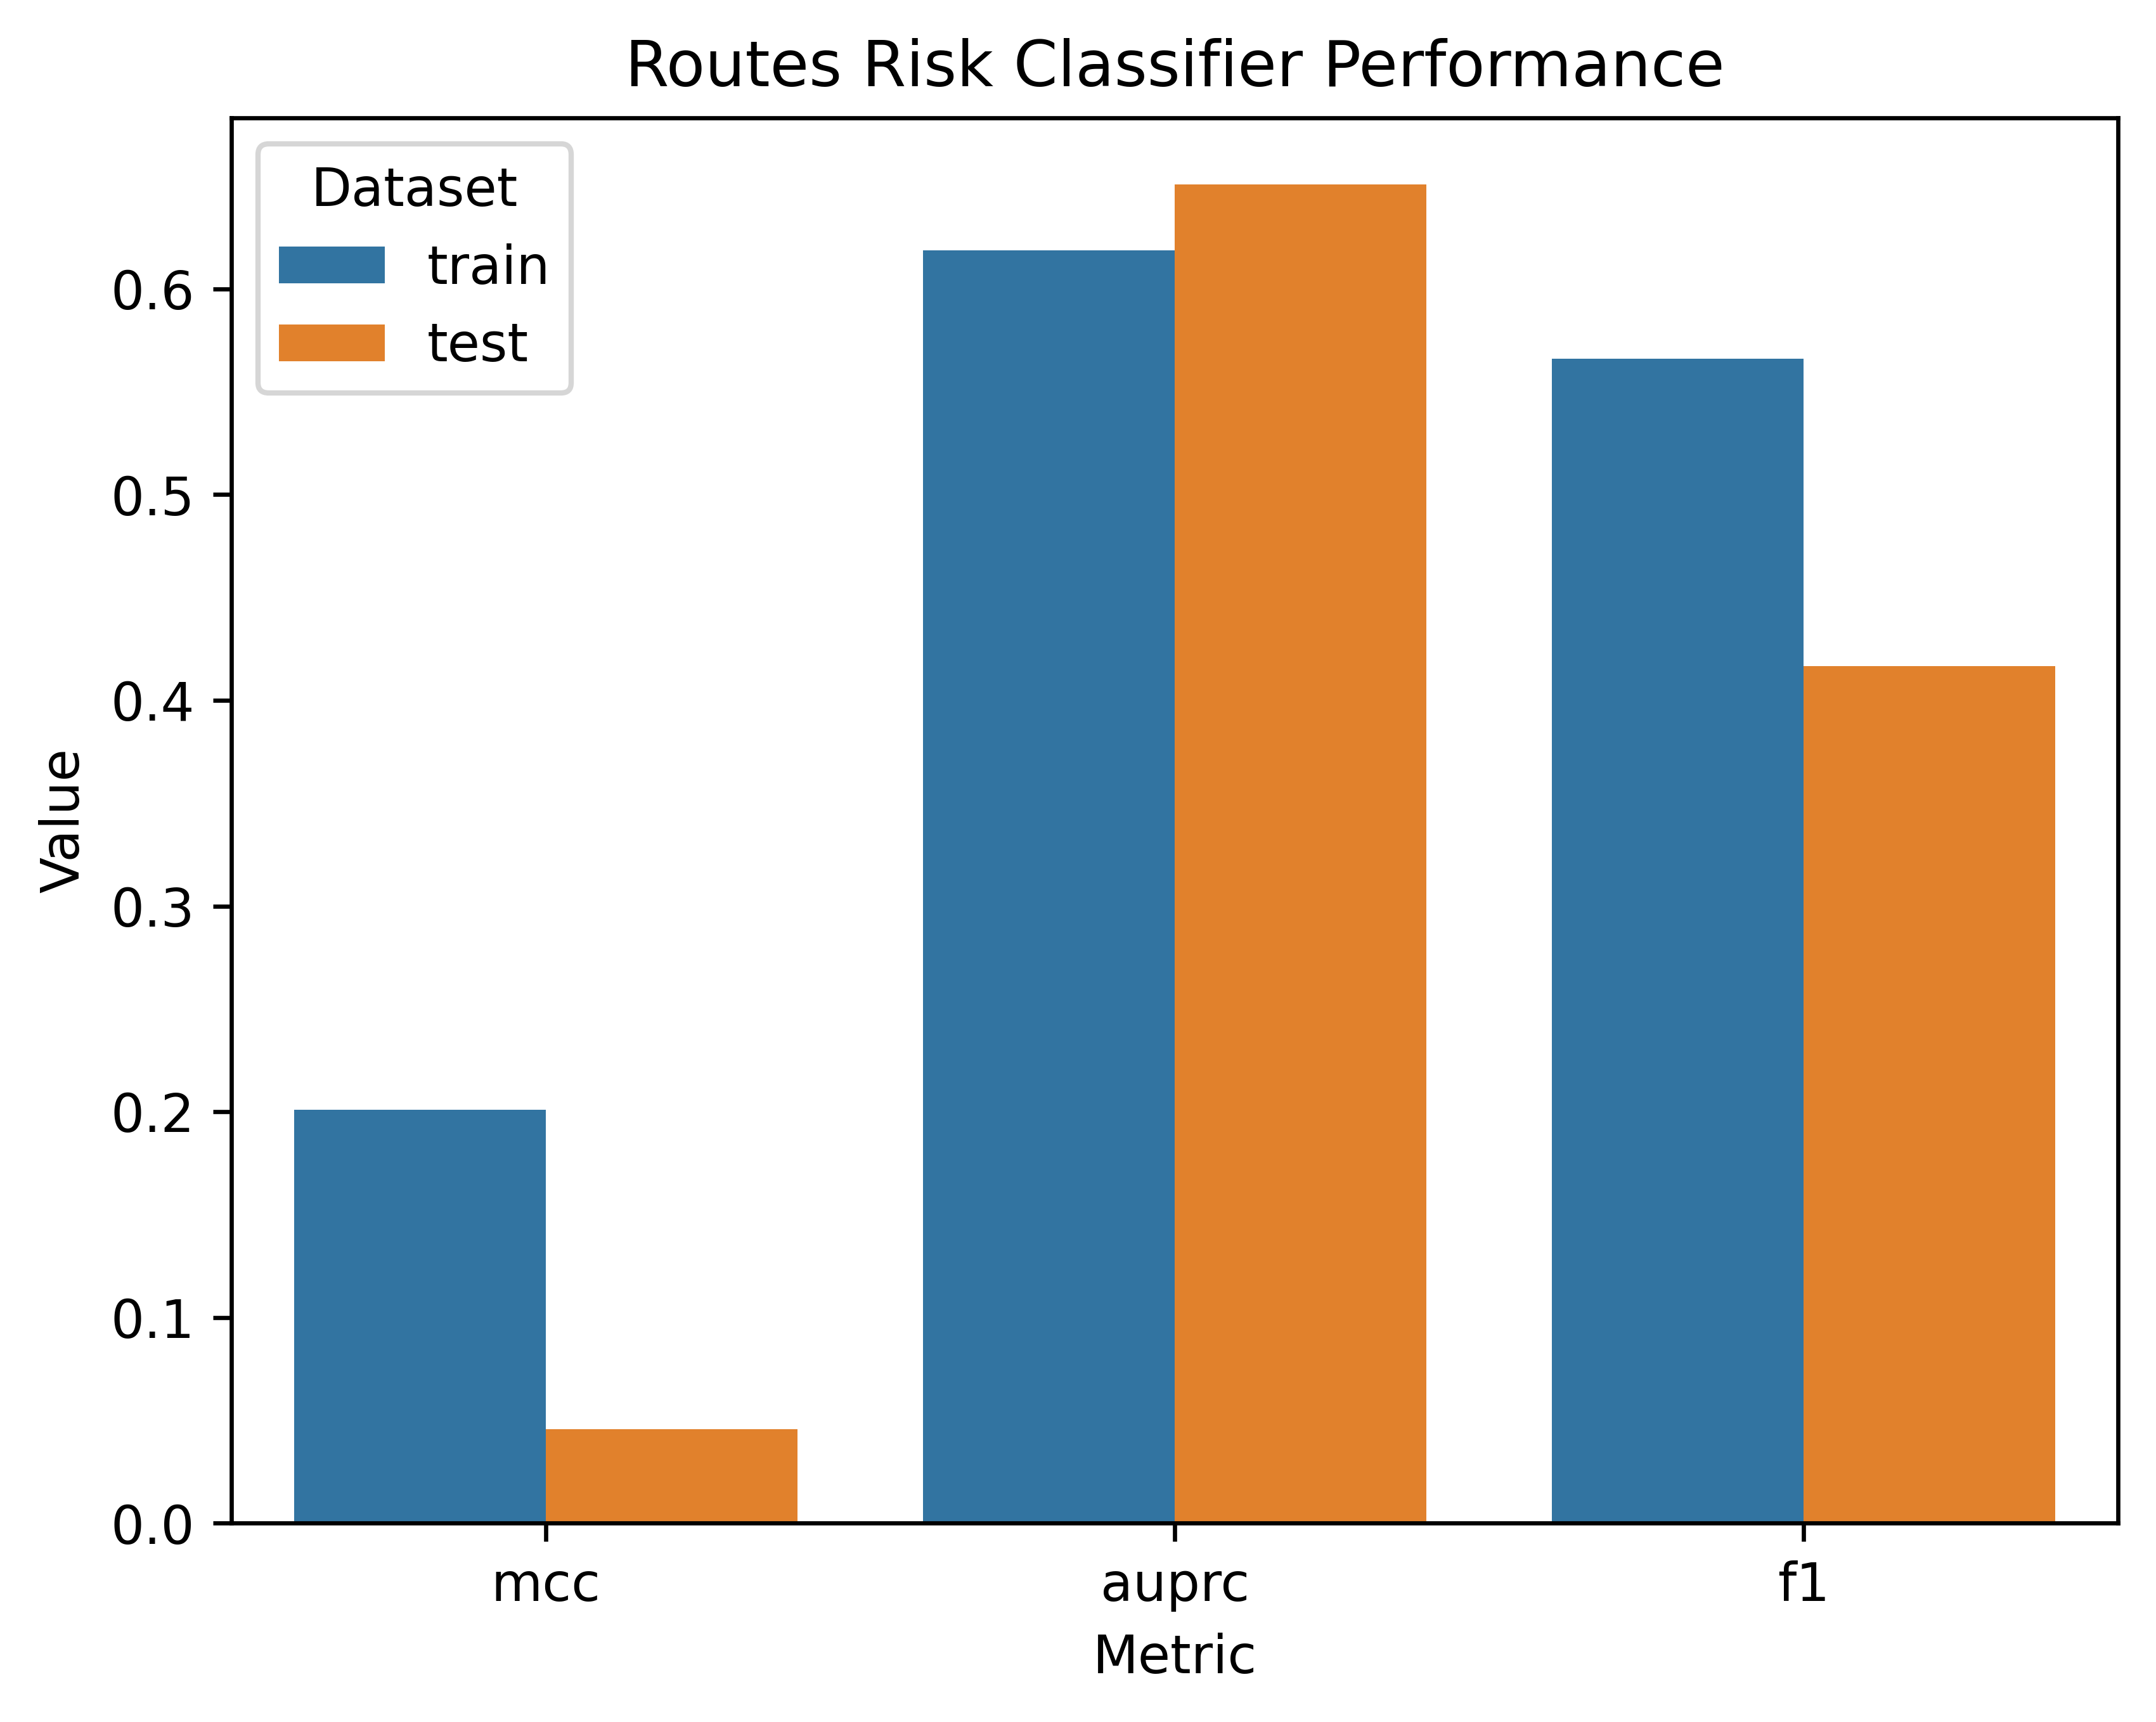 Routes Risk Classifier Performance
Dataset
train
test
0.6
0.5
0.4
0.3
0.2
0.1
0.0
Value
mcc auprc f1
Metric